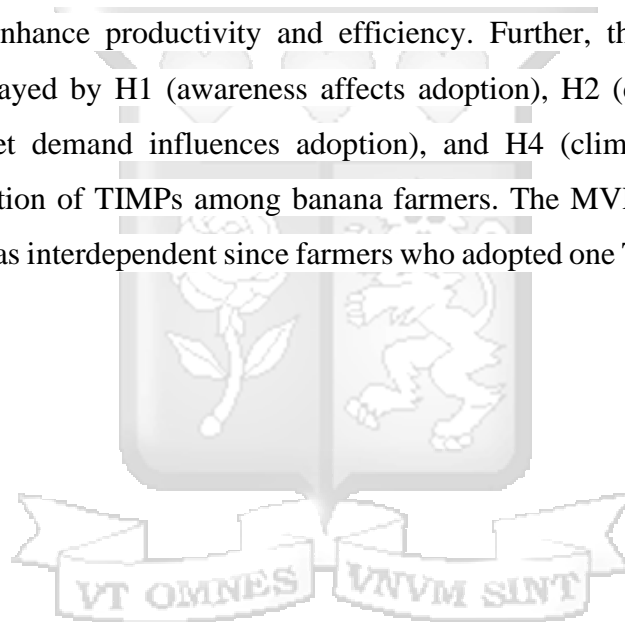 nhance productivity and efficiency. Further, th
ayed by H1 (awareness affects adoption), H2 (
et demand influences adoption), and H4 (clim
tion of TIMPs among banana farmers. The MV
as interdependent since farmers who adopted one
VT OMNES VNVM SINT